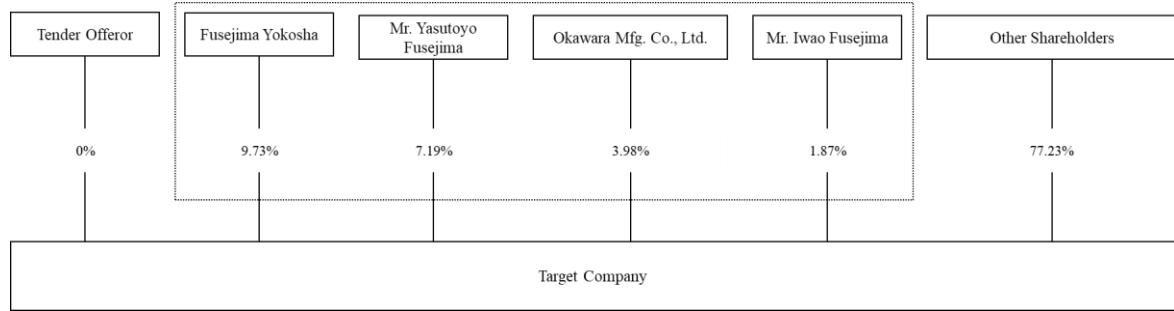 Tender Offeror
Fusejima Yokosha
Mr. Yasutoyo
Fusejima
Okawara Mfg. Co., Ltd.
Mr. Iwao Fusejima
Other Shareholders
0%
9.73%
7.19%
3.98%
1.87%
77.23%
Target Company